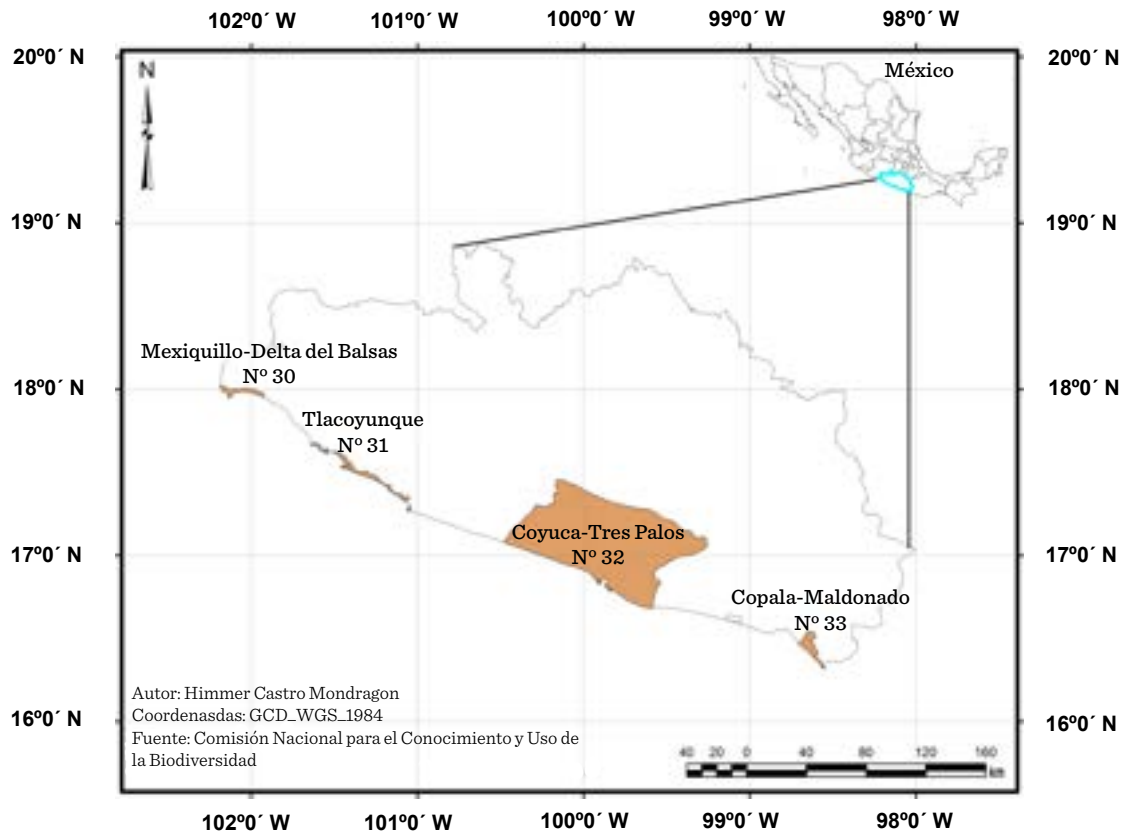 102º0´ W 101º0´ W 100º0´ W 99º0´ W 98º0´ W
20º0´ N
20º0´ N
N
México
19º0´ N
19º0´ N
Mexiquillo-Delta del Balsas
Nº 30
18º0´ N
18º0´ N
Tlacoyunque
Nº 31
Coyuca-Tres Palos
Nº 32
17º0´ N
17º0´ N
Copala-Maldonado
Nº 33
Autor: Himmer Castro Mondragon
Coordenasdas: GCD_WGS_1984
Fuente: Comisión Nacional para el Conocimiento y Uso de
la Biodiversidad
16º0´ N
16º0´ N
40 20 0 40 80 120 160
km
102º0´ W 101º0´ W 100º0´ W 99º0´ W 98º0´ W